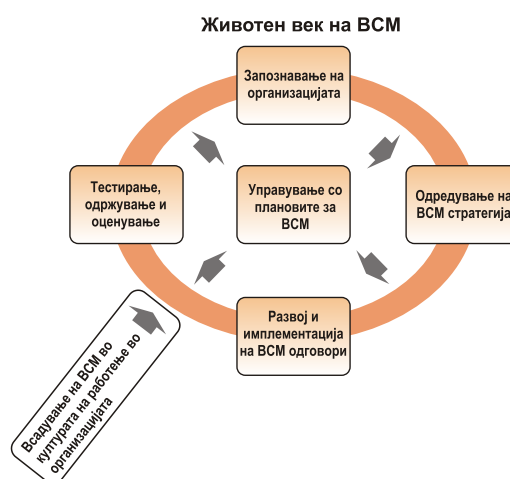 Животен век на BCM
Запознавање на
организацијата
Тестирање,
одржување и
оценување
Управување со
плановите за
BCM
Одредување на
BCM стратегија
Развој и
имплементација
на BCM одговори
Всадување на BCM во
културата на работење во
организацијата